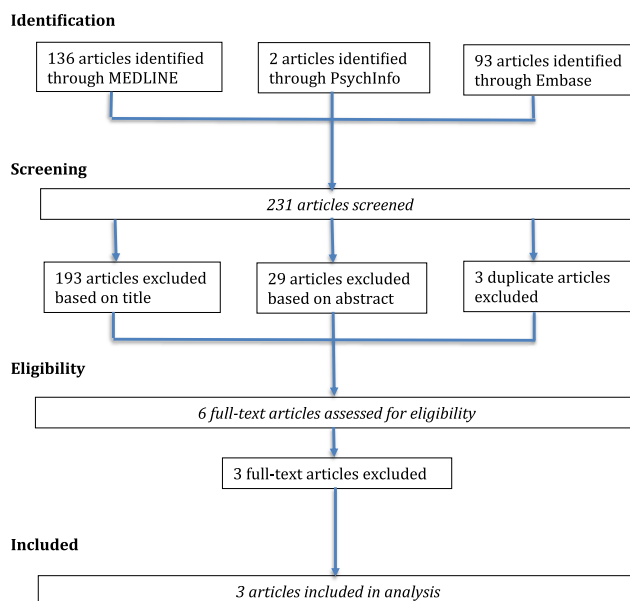 Identification
136 articles identified
through MEDLINE
2 articles identified
through PsychInfo
93 articles identified
through Embase
Screening
231 articles screened
193 articles excluded
based on title
29 articles excluded
based on abstract
3 duplicate articles
excluded
Eligibility
6 full-text articles assessed for eligibility
3 full-text articles excluded
Included
3 articles included in analysis